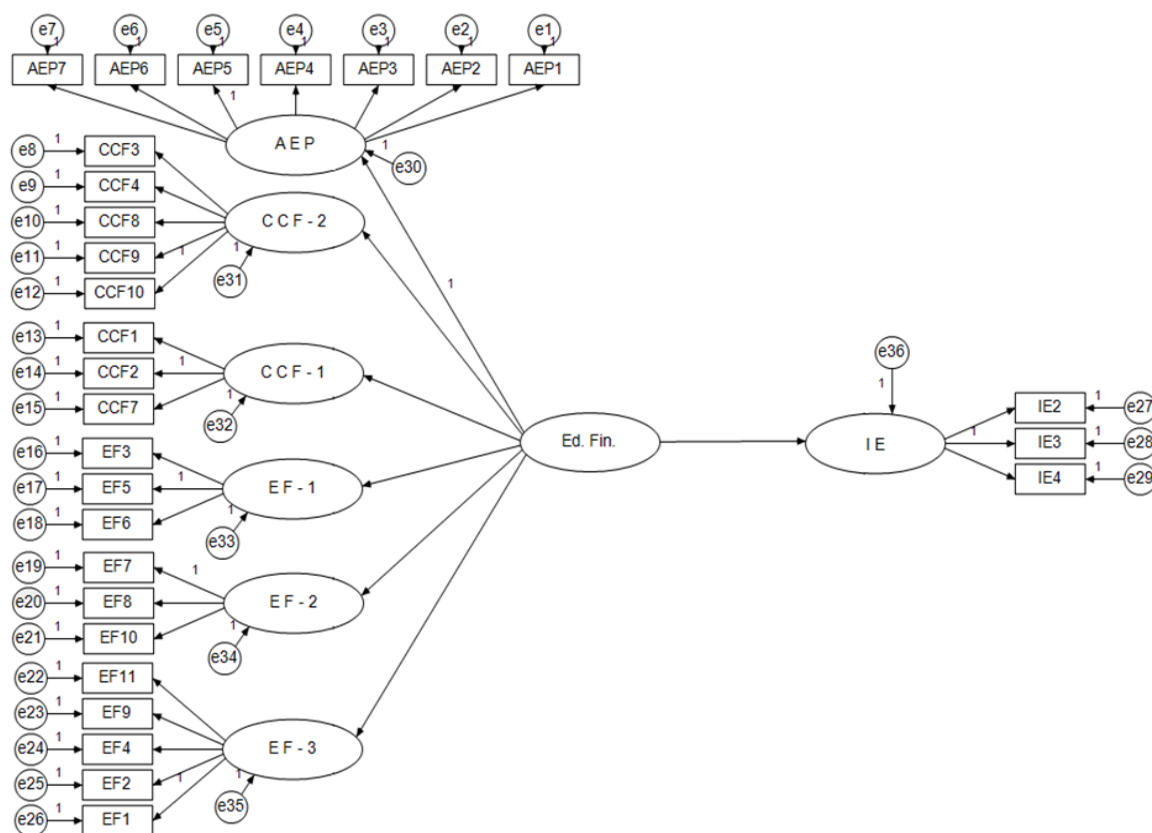 e7 e6 e5 e4 e3 e2 e1
1 1 1 1 1 1 1
AEP7 AEP6 AEP5 AEP4 AEP3 AEP2 AEP1
1
A E P
1
e30
e8 1 CCF3
e9 1 CCF4
e10 1 CCF8
e11 1 CCF9
e12 1 CCF10
C C F - 2
1 1
e31
1
e13 1 CCF1
e14 1 CCF2
e15 1 CCF7
1
C C F - 1
1
e32
e36
1
Ed. Fin.
I E
1
IE2 1 e27
IE3 1 e28
IE4 1 e29
e16 1 EF3
e17 1 EF5
e18 1 EF6
1
E F - 1
1
e33
e19 1 EF7
e20 1 EF8
e21 1 EF10
1
E F - 2
1
e34
e22 1 EF11
e23 1 EF9
e24 1 EF4
e25 1 EF2
e26 1 EF1
E F - 3
1 1
e35